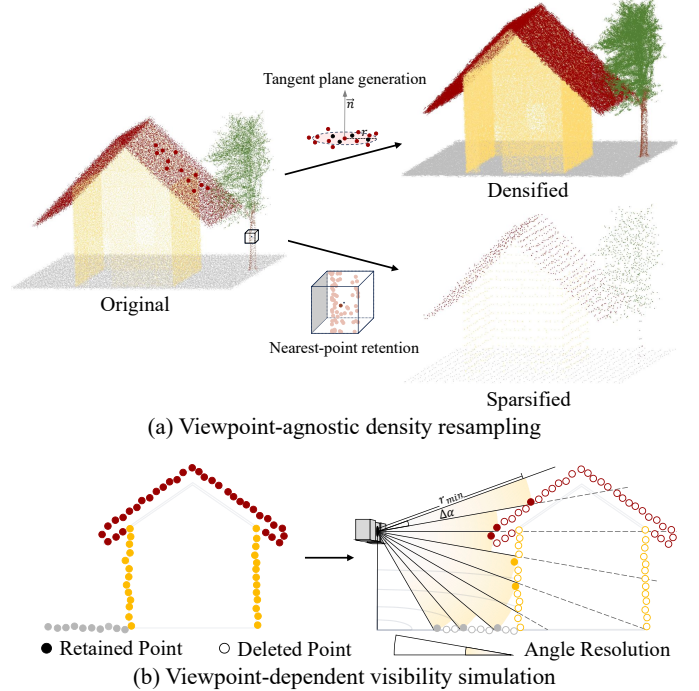 Tangent plane generation
n
r
Densified
Original
Nearest-point retention
Sparsified
(a) Viewpoint-agnostic density resampling
r_min
Δα
Retained Point
Deleted Point
Angle Resolution
(b) Viewpoint-dependent visibility simulation